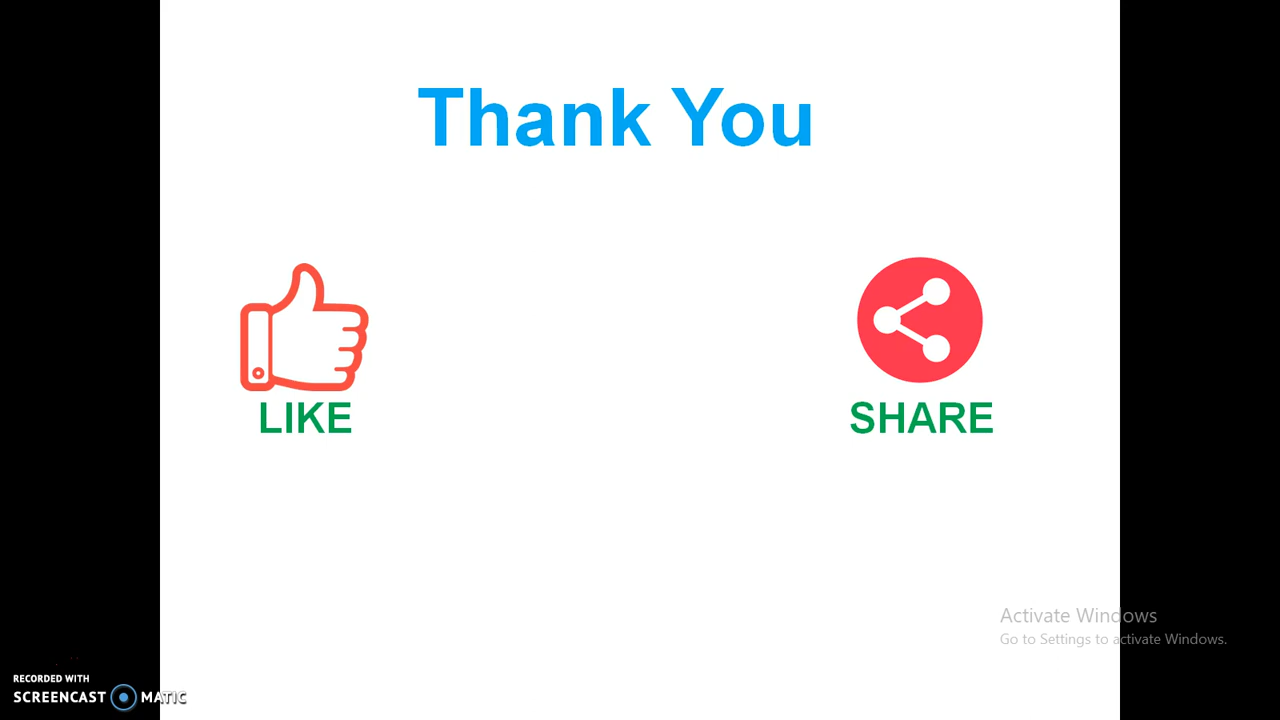 Thank You
LIKE
SHARE
Activate Windows
Go to Settings to activate Windows.
RECORDED WITH
SCREENCAST MATIC